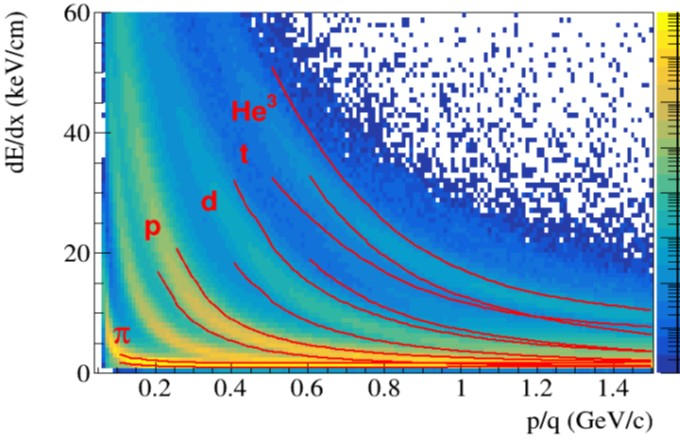 dE/dx (keV/cm)
60
40
20
0
He³
t
d
p
π
0.2 0.4 0.6 0.8 1 1.2 1.4
p/q (GeV/c)